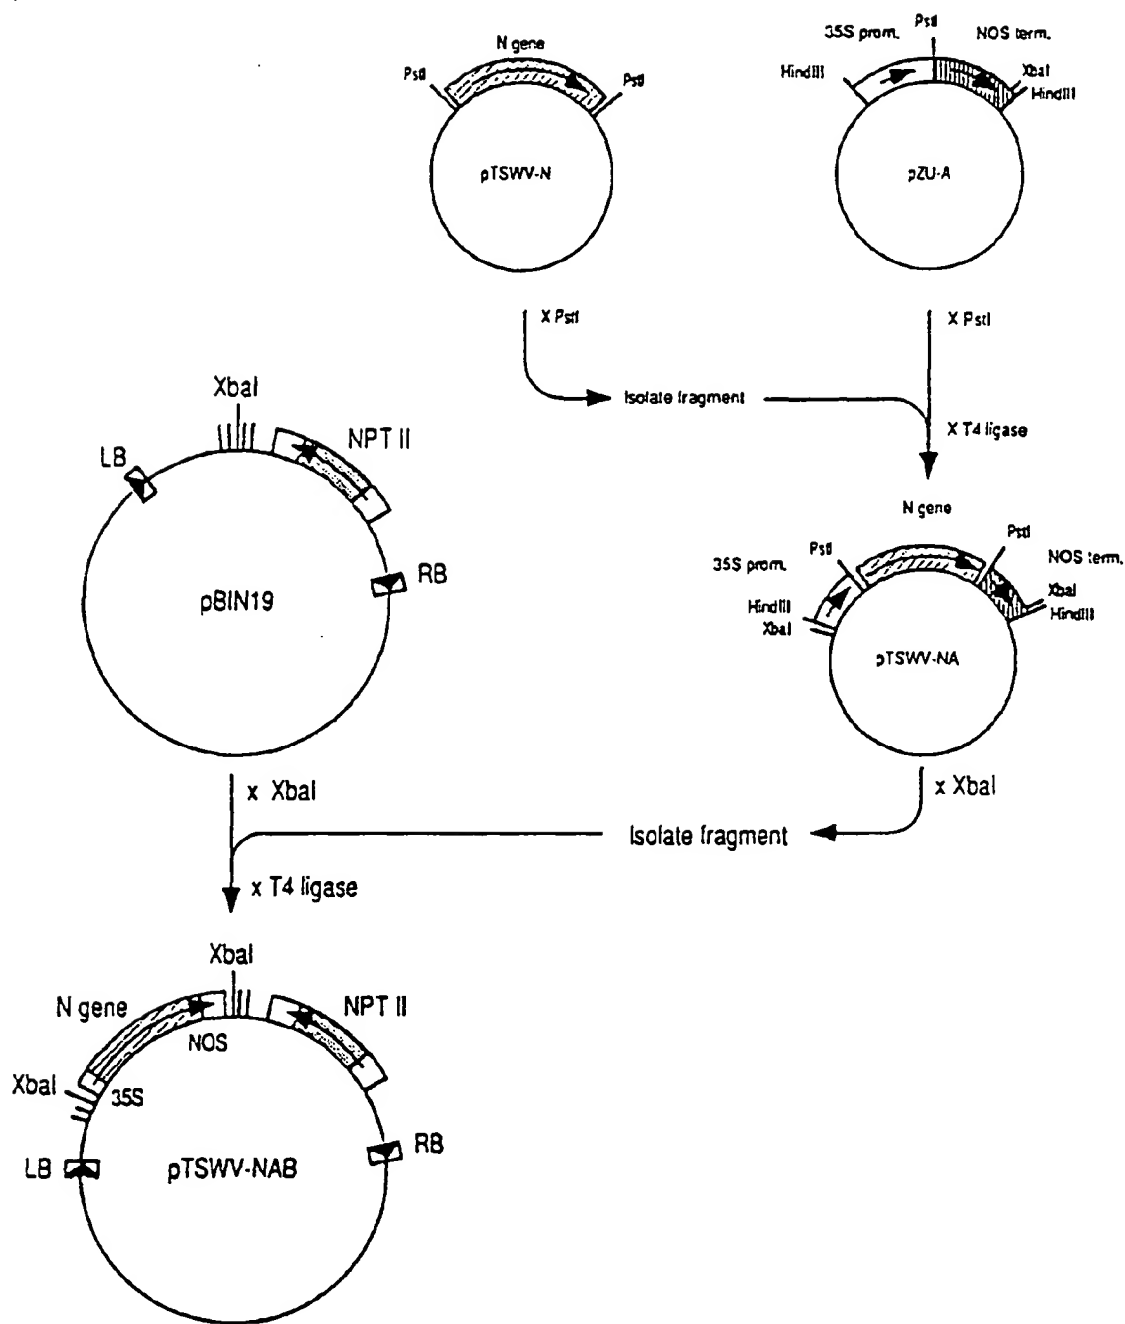 N gene
PstI
PstI
pTSWV-N
35S prom.
PstI
NOS term.
HindIII
XbaI
HindIII
pZU-A
X PstI
X PstI
Isolate fragment
X T4 ligase
XbaI
LB
NPT II
RB
pBIN19
N gene
PstI
PstI
35S prom.
NOS term.
HindIII
XbaI
XbaI
HindIII
pTSWV-NA
x XbaI
x XbaI
Isolate fragment
x T4 ligase
XbaI
N gene
NPT II
NOS
XbaI
35S
LB
RB
pTSWV-NAB